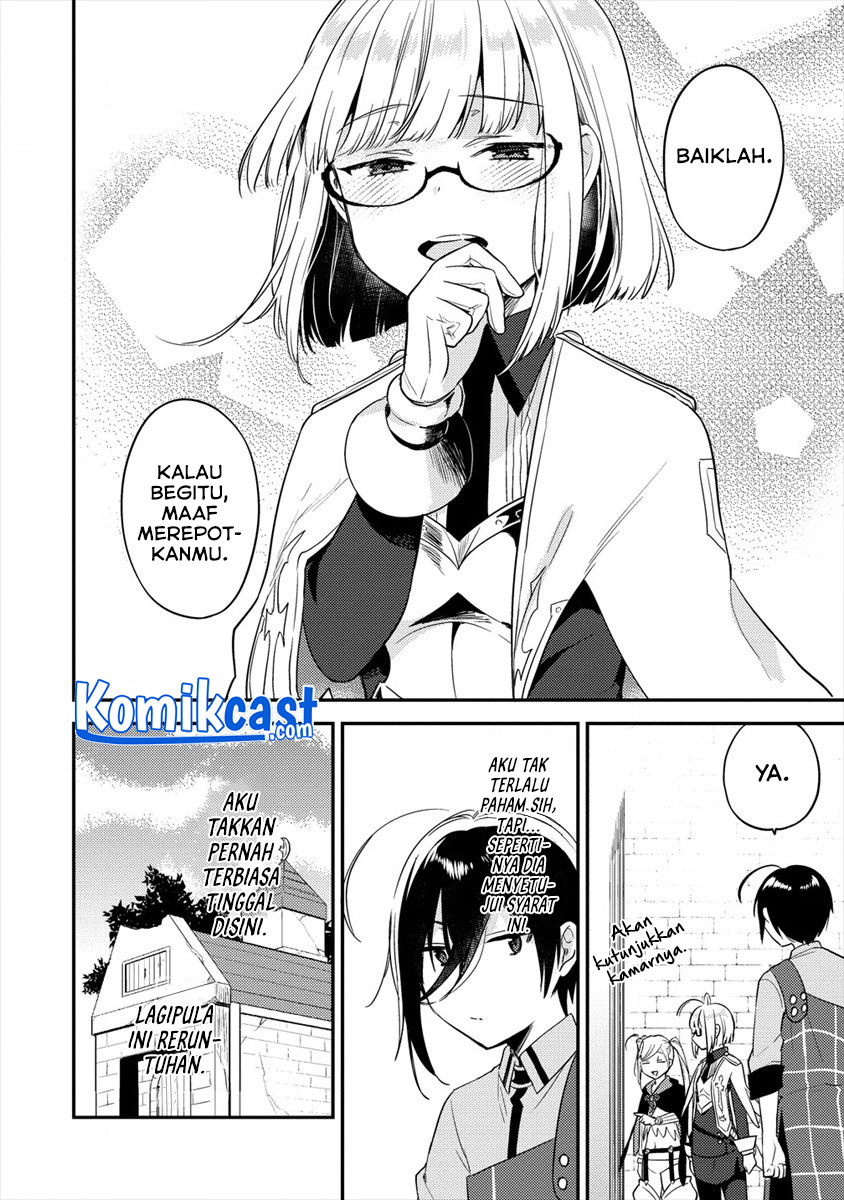 BAIKLAH.
KALAU
BEGITU,
MAAF
MEREPOT-
KANMU.
Komikcast
.com
YA.
Akan
kutunjukkan
kamarnya.
AKU TAK
TERLALU
PAHAM SIH,
TAPI...
SEPERTI-
NYA DIA
MENYETU-
JUI SYARAT
INI.
AKU
TAKKAN
PERNAH
TERBIASA
TINGGAL
DISINI.
LAGIPULA
INI RERUN-
TUHAN.